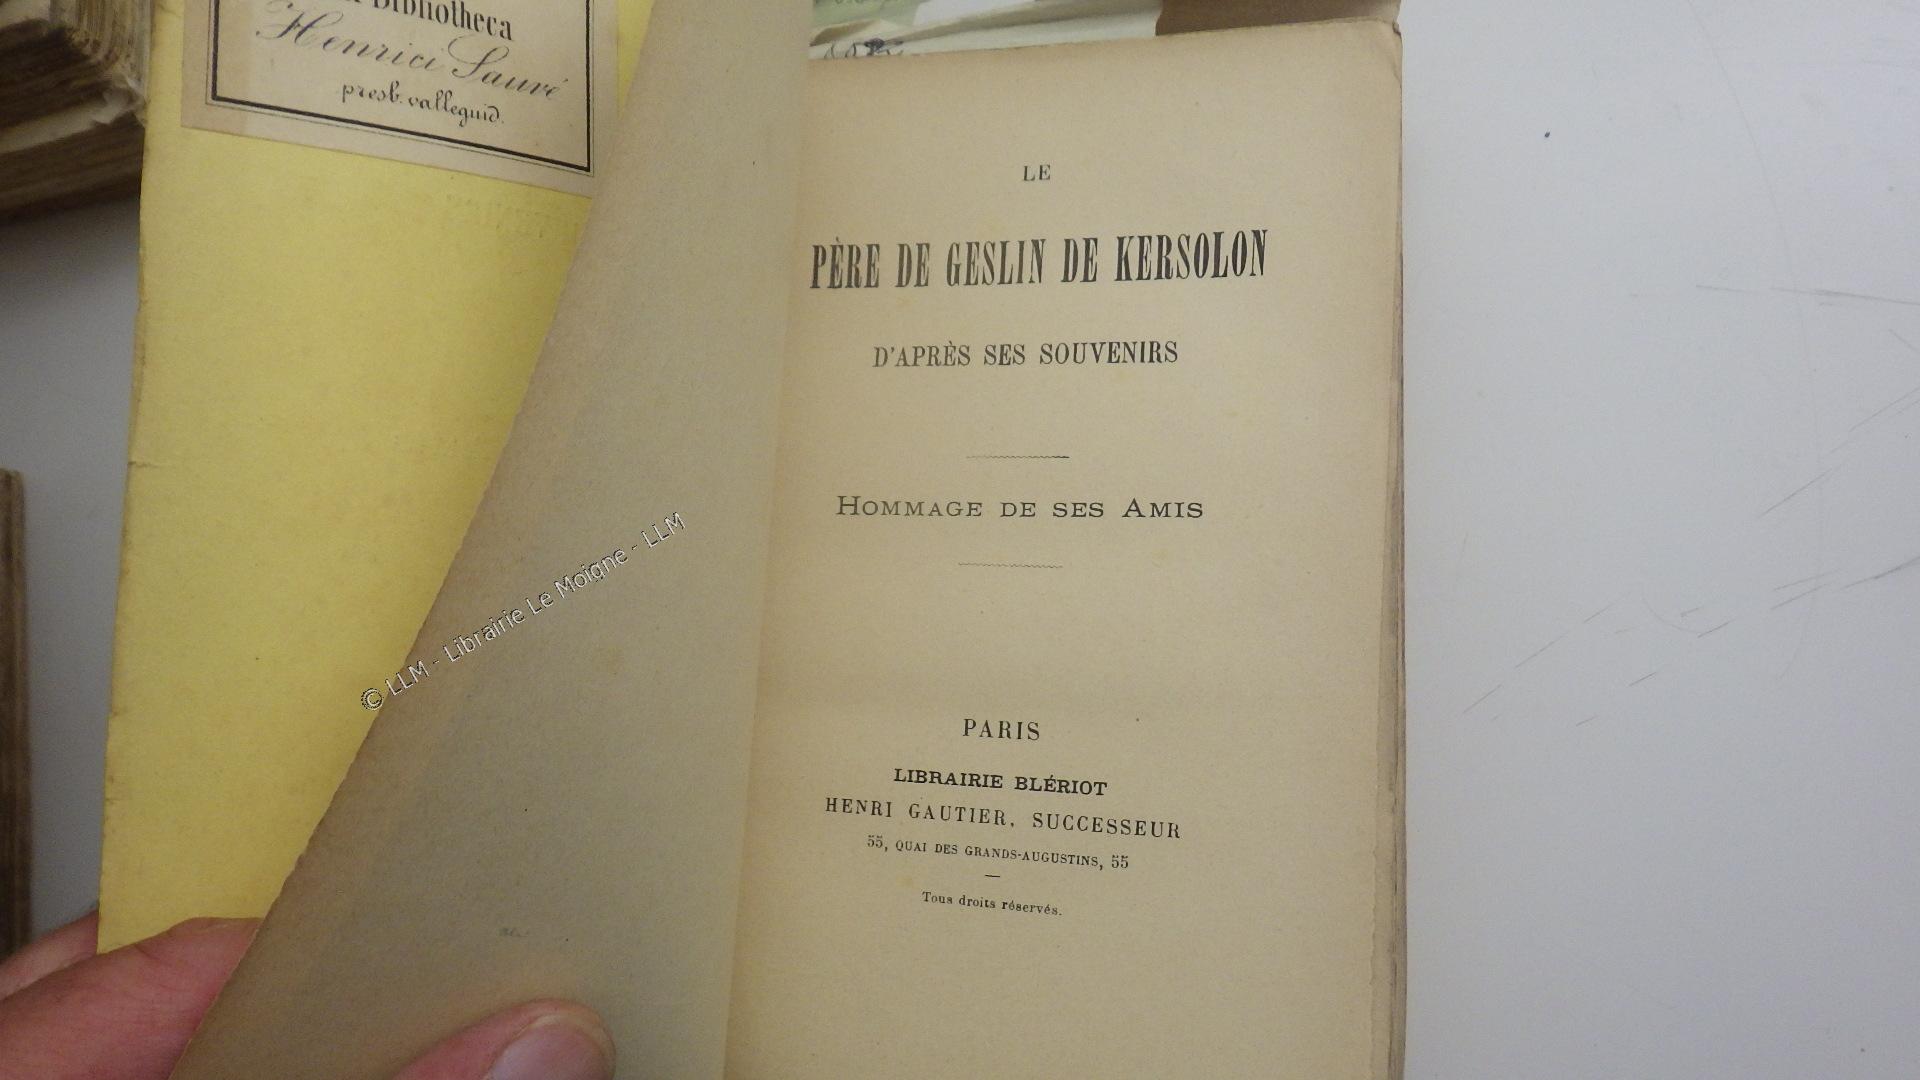 Bibliotheca
Henrici Sauvé
presb. valleguid.
LE
PÈRE DE GESLIN DE KERSOLON
D'APRÈS SES SOUVENIRS
HOMMAGE DE SES AMIS
PARIS
LIBRAIRIE BLÉRIOT
HENRI GAUTIER, SUCCESSEUR
55, QUAI DES GRANDS-AUGUSTINS, 55
Tous droits réservés.
© LLM - Librairie Le Moigne - LLM